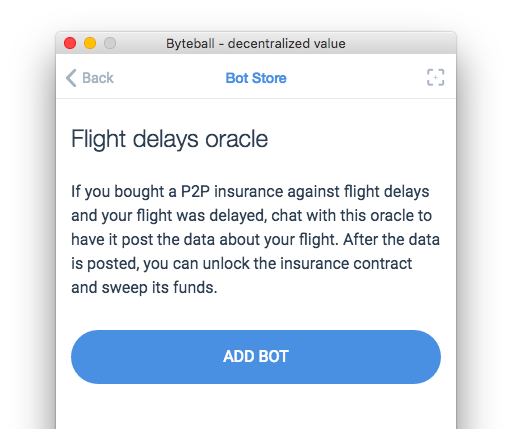 Byteball - decentralized value
Back
Bot Store
Flight delays oracle
If you bought a P2P insurance against flight delays
and your flight was delayed, chat with this oracle to
have it post the data about your flight. After the data
is posted, you can unlock the insurance contract
and sweep its funds.
ADD BOT